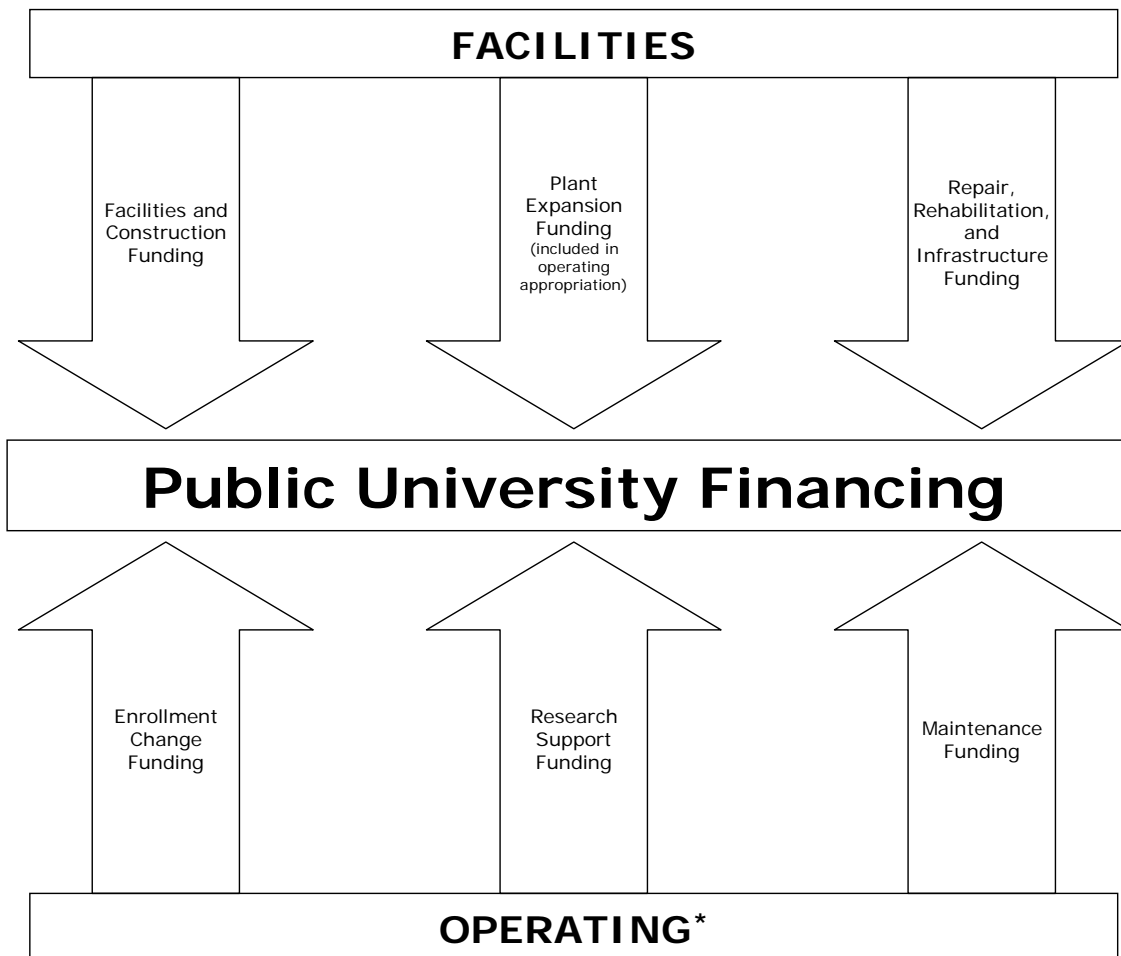 FACILITIES
Facilities and
Construction
Funding
Plant
Expansion
Funding
(included in
operating
appropriation)
Repair,
Rehabilitation,
and
Infrastructure
Funding
Public University Financing
Enrollment
Change
Funding
Research
Support
Funding
Maintenance
Funding
OPERATING*